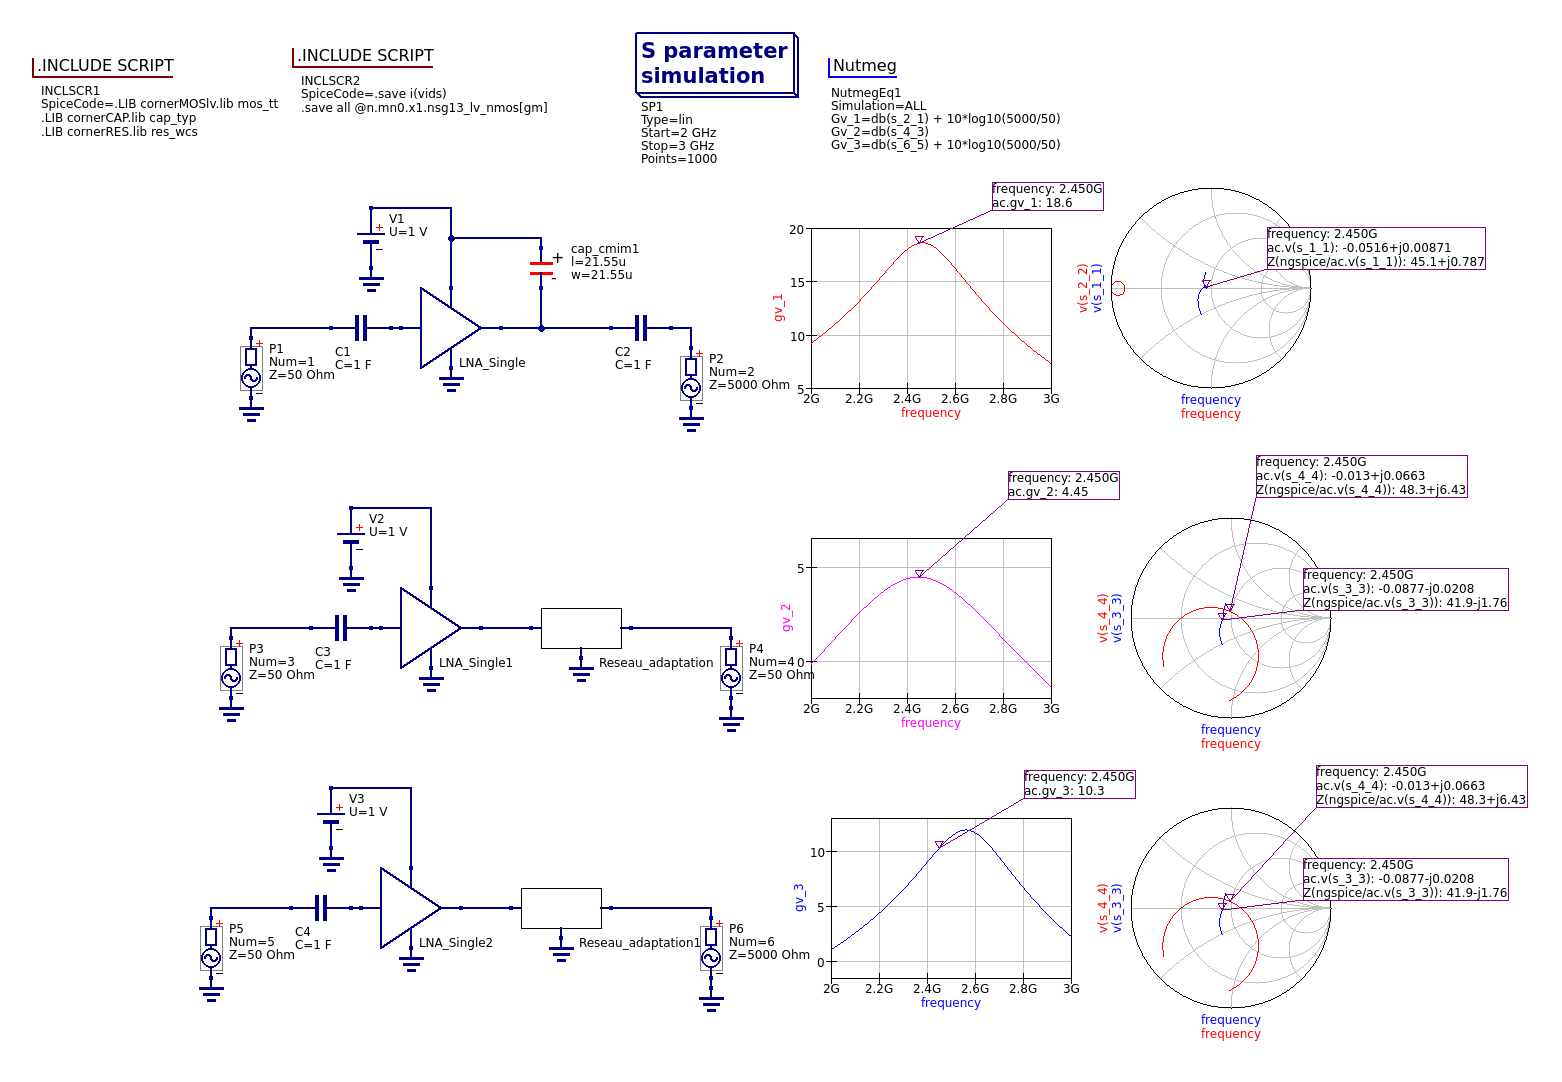 .INCLUDE SCRIPT
INCLSCR1
SpiceCode=.LIB cornerMOSlv.lib mos_tt
.LIB cornerCAP.lib cap_typ
.LIB cornerRES.lib res_wcs
.INCLUDE SCRIPT
INCLSCR2
SpiceCode=.save i(vids)
.save all @n.mn0.x1.nsg13_lv_nmos[gm]
S parameter
simulation
SP1
Type=lin
Start=2 GHz
Stop=3 GHz
Points=1000
Nutmeg
NutmegEq1
Simulation=ALL
Gv_1=db(s_2_1) + 10*log10(5000/50)
Gv_2=db(s_4_3)
Gv_3=db(s_6_5) + 10*log10(5000/50)
V1
U=1 V
+
−
cap_cmim1
l=21.55u
w=21.55u
+
-
P1
Num=1
Z=50 Ohm
+
−
C1
C=1 F
LNA_Single
C2
C=1 F
P2
Num=2
Z=5000 Ohm
+
−
frequency: 2.450G
ac.gv_1: 18.6
gv_1
20
15
10
5
2G
2.2G
2.4G
2.6G
2.8G
3G
frequency
frequency: 2.450G
ac.v(s_1_1): -0.0516+j0.00871
Z(ngspice/ac.v(s_1_1)): 45.1+j0.787
v(s_2_2)
v(s_1_1)
frequency
frequency
V2
U=1 V
+
−
P3
Num=3
Z=50 Ohm
+
−
C3
C=1 F
LNA_Single1
Reseau_adaptation
P4
Num=4
Z=50 Ohm
+
−
frequency: 2.450G
ac.gv_2: 4.45
gv_2
5
0
2G
2.2G
2.4G
2.6G
2.8G
3G
frequency
frequency: 2.450G
ac.v(s_4_4): -0.013+j0.0663
Z(ngspice/ac.v(s_4_4)): 48.3+j6.43
frequency: 2.450G
ac.v(s_3_3): -0.0877-j0.0208
Z(ngspice/ac.v(s_3_3)): 41.9-j1.76
v(s_4_4)
v(s_3_3)
frequency
frequency
V3
U=1 V
+
−
P5
Num=5
Z=50 Ohm
+
−
C4
C=1 F
LNA_Single2
Reseau_adaptation1
P6
Num=6
Z=5000 Ohm
+
−
frequency: 2.450G
ac.gv_3: 10.3
gv_3
10
5
0
2G
2.2G
2.4G
2.6G
2.8G
3G
frequency
frequency: 2.450G
ac.v(s_4_4): -0.013+j0.0663
Z(ngspice/ac.v(s_4_4)): 48.3+j6.43
frequency: 2.450G
ac.v(s_3_3): -0.0877-j0.0208
Z(ngspice/ac.v(s_3_3)): 41.9-j1.76
v(s_4_4)
v(s_3_3)
frequency
frequency